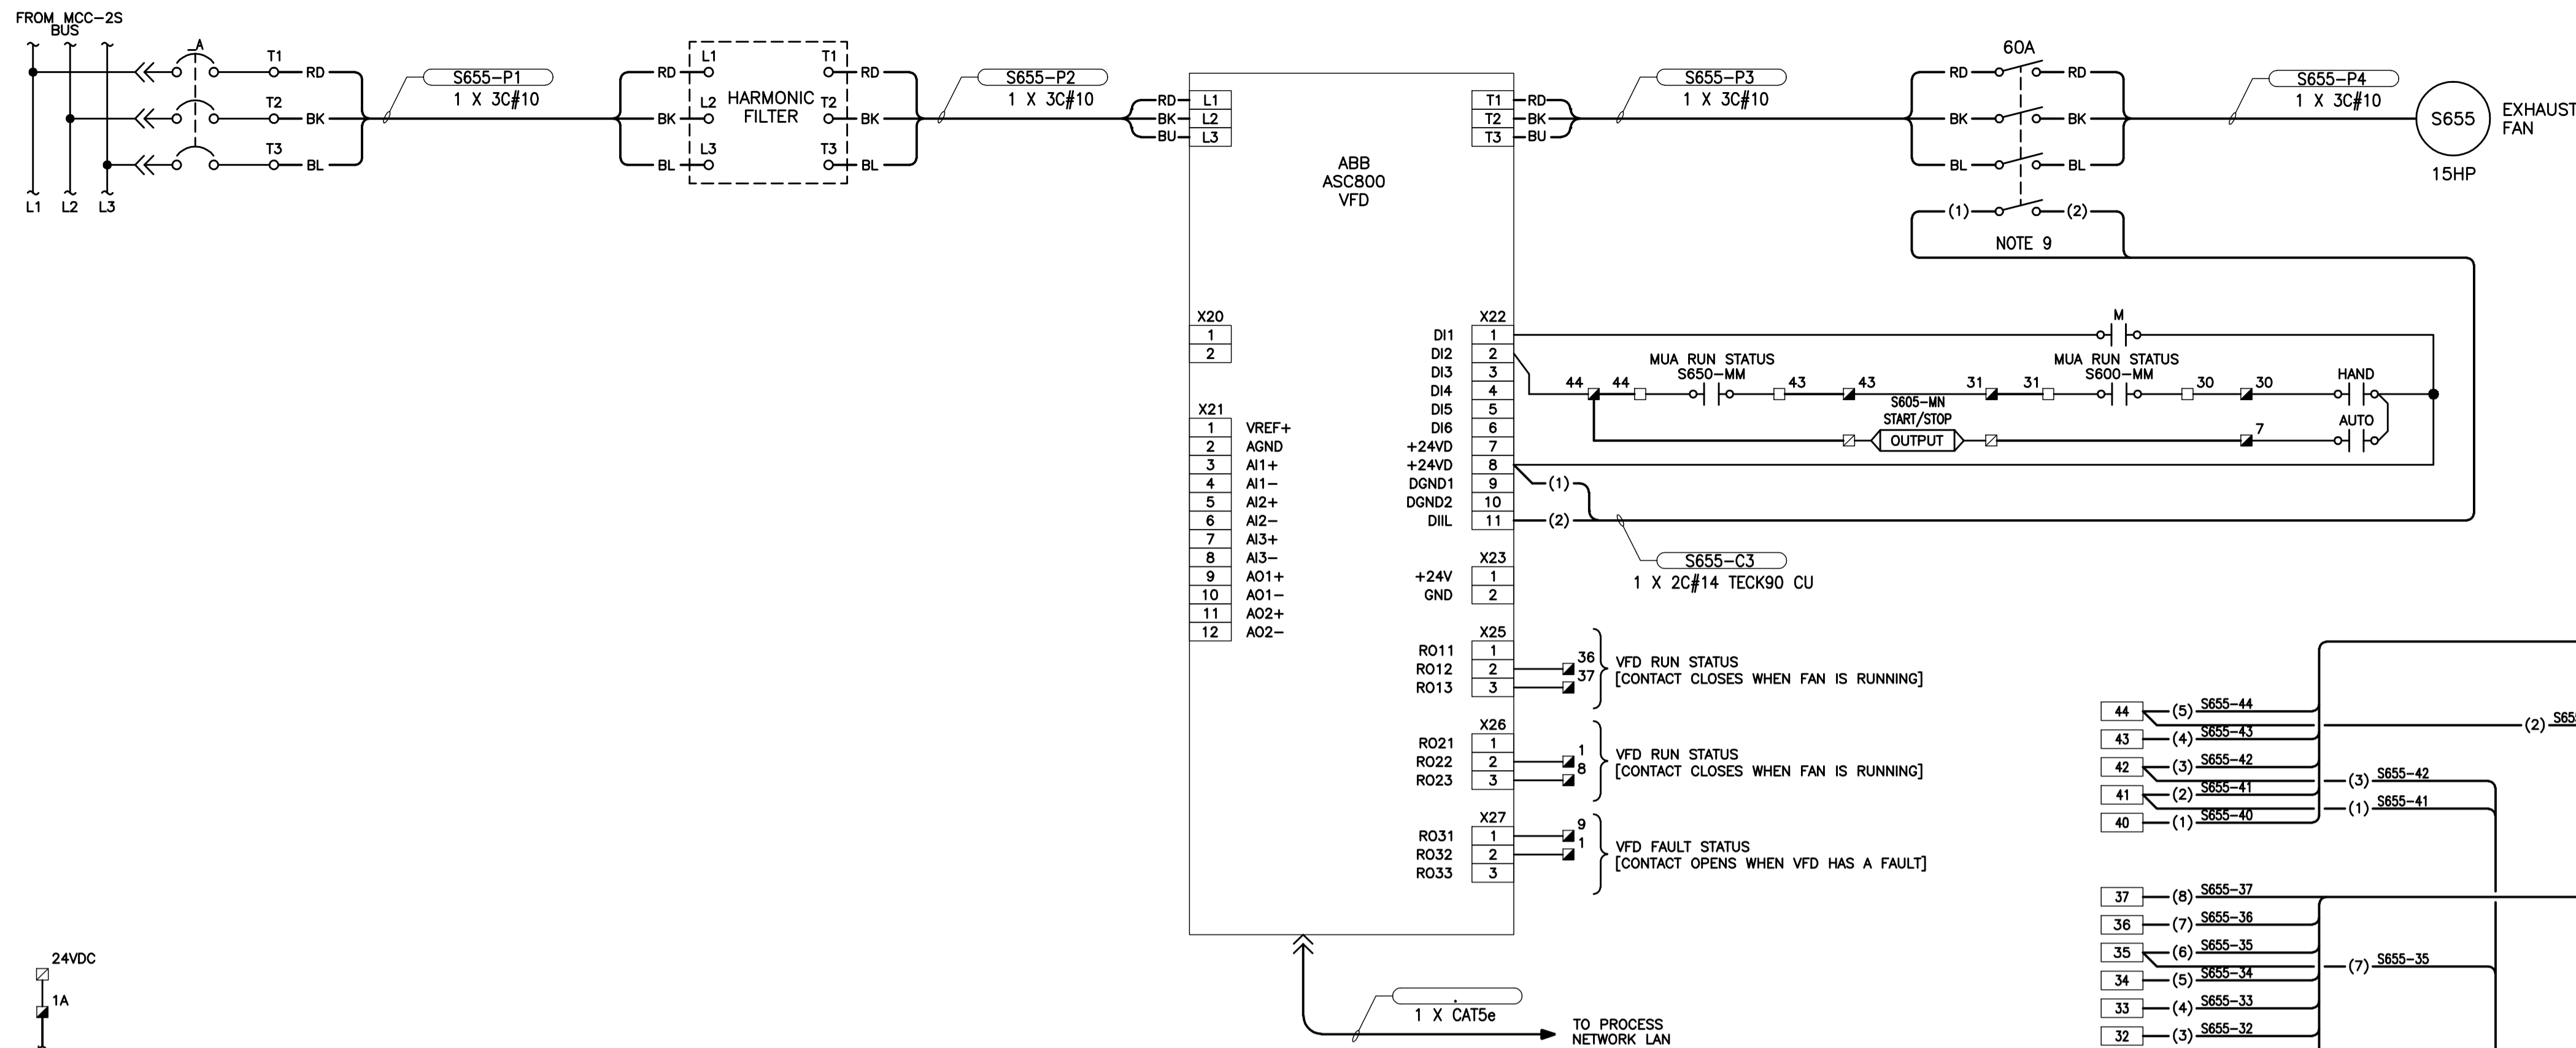 FROM MCC-2S
BUS
_A
T1
RD
T2
BK
T3
BL
L1
L2
L3
S655-P1
1 X 3C#10
RD
L1
BK
L2
BL
L3
HARMONIC
FILTER
T1
RD
T2
BK
T3
BL
S655-P2
1 X 3C#10
RD
L1
BK
L2
BU
L3
ABB
ASC800
VFD
T1
RD
T2
BK
T3
BU
S655-P3
1 X 3C#10
60A
RD
RD
BK
BK
BL
BL
(1)
(2)
NOTE 9
S655-P4
1 X 3C#10
S655
EXHAUST
FAN
15HP
X20
1
2
X21
1 VREF+
2 AGND
3 AI1+
4 AI1-
5 AI2+
6 AI2-
7 AI3+
8 AI3-
9 AO1+
10 AO1-
11 AO2+
12 AO2-
X22
DI1 1
DI2 2
DI3 3
DI4 4
DI5 5
DI6 6
+24VD 7
+24VD 8
DGND1 9
DGND2 10
DIIL 11
M
MUA RUN STATUS
S650-MM
MUA RUN STATUS
S600-MM
HAND
44
44
43
43
31
31
30
30
S605-MN
START/STOP
OUTPUT
7
AUTO
(1)
(2)
S655-C3
1 X 2C#14 TECK90 CU
X23
+24V 1
GND 2
X25
RO11 1
RO12 2
RO13 3
36
37
VFD RUN STATUS
[CONTACT CLOSES WHEN FAN IS RUNNING]
X26
RO21 1
RO22 2
RO23 3
1
8
VFD RUN STATUS
[CONTACT CLOSES WHEN FAN IS RUNNING]
X27
RO31 1
RO32 2
RO33 3
9
1
VFD FAULT STATUS
[CONTACT OPENS WHEN VFD HAS A FAULT]
.
1 X CAT5e
TO PROCESS
NETWORK LAN
24VDC
1A
44 (5) S655-44
(2)
43 (4) S655-43
42 (3) S655-42
(3) S655-42
41 (2) S655-41
(1) S655-41
40 (1) S655-40
37 (8) S655-37
36 (7) S655-36
35 (6) S655-35
(7) S655-35
34 (5) S655-34
33 (4) S655-33
32 (3) S655-32